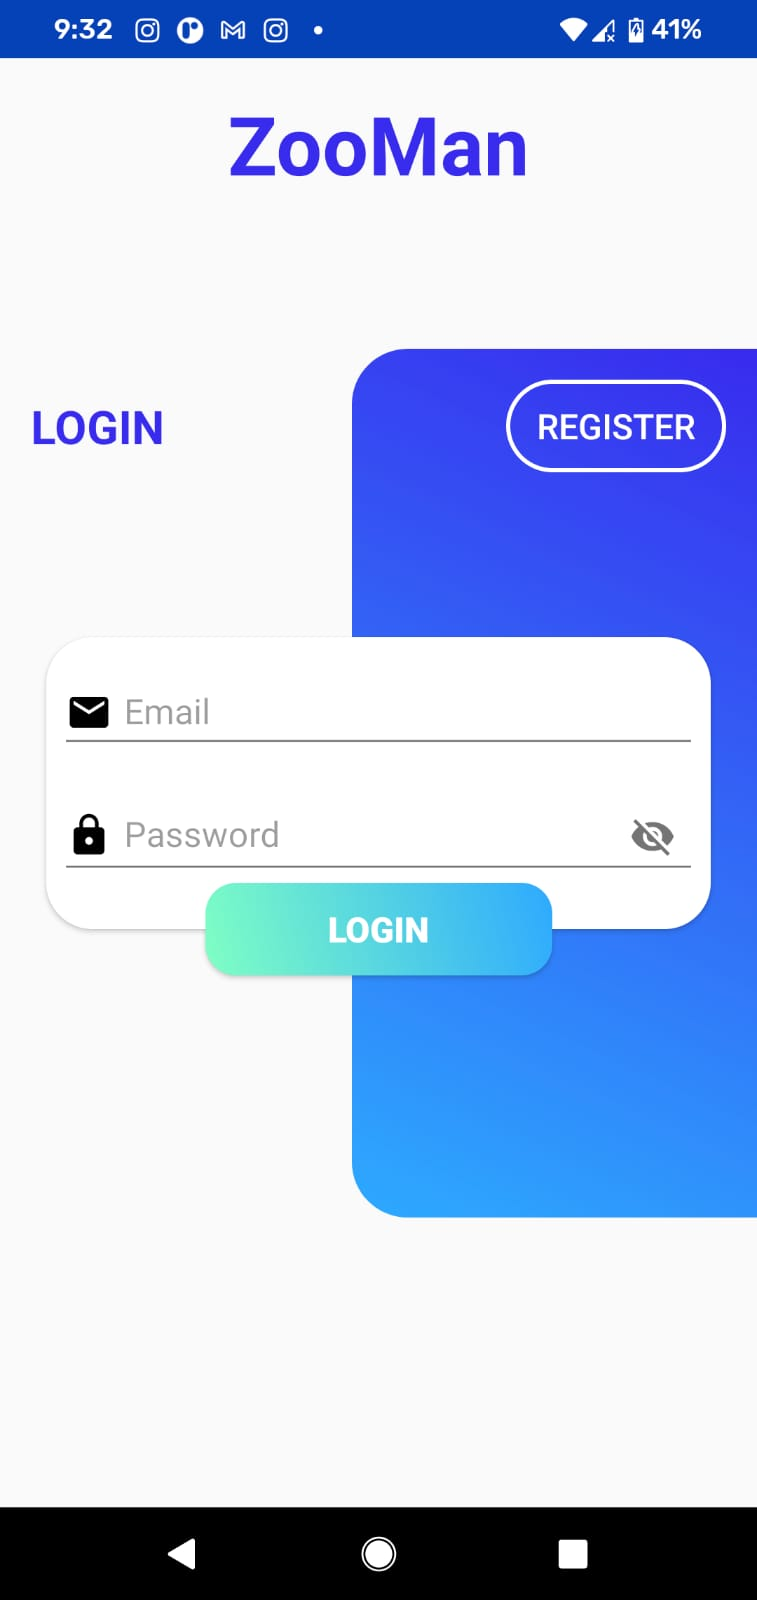 9:32 41%
ZooMan
LOGIN REGISTER
Email
Password
LOGIN